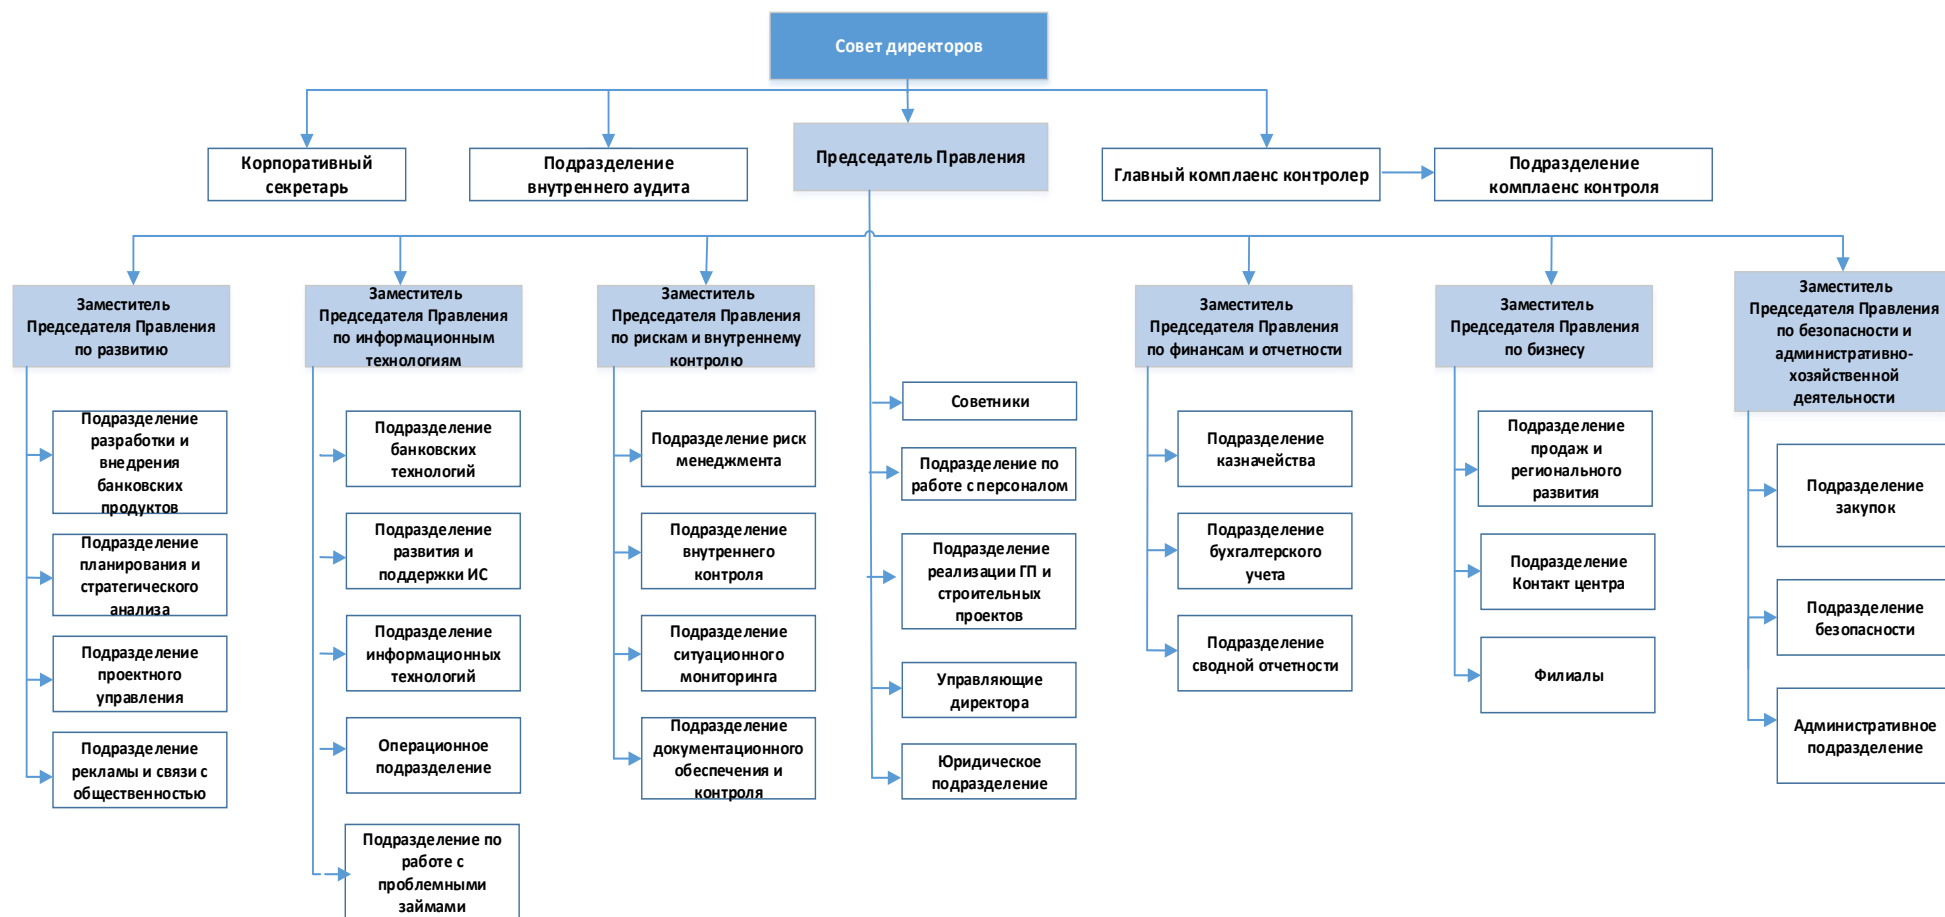 Совет директоров
Корпоративный
секретарь
Подразделение
внутреннего аудита
Председатель Правления
Главный комплаенс контролер
Подразделение
комплаенс контроля
Заместитель
Председателя Правления
по развитию
Заместитель
Председателя Правления
по информационным
технологиям
Заместитель
Председателя Правления
по рискам и внутреннему
контролю
Заместитель
Председателя Правления
по финансам и отчетности
Заместитель
Председателя Правления
по бизнесу
Заместитель
Председателя Правления
по безопасности и
административно-
хозяйственной
деятельности
Подразделение
разработки и
внедрения
банковских
продуктов
Подразделение
планирования и
стратегического
анализа
Подразделение
проектного
управления
Подразделение
рекламы и связи с
общественностью
Подразделение
банковских
технологий
Подразделение
развития и
поддержки ИС
Подразделение
информационных
технологий
Операционное
подразделение
Подразделение по
работе с
проблемными
займами
Подразделение риск
менеджмента
Подразделение
внутреннего
контроля
Подразделение
ситуационного
мониторинга
Подразделение
документационного
обеспечения и
контроля
Советники
Подразделение по
работе с персоналом
Подразделение
реализации ГП и
строительных
проектов
Управляющие
директора
Юридическое
подразделение
Подразделение
казначейства
Подразделение
бухгалтерского
учета
Подразделение
сводной отчетности
Подразделение
продаж и
регионального
развития
Подразделение
Контакт центра
Филиалы
Подразделение
закупок
Подразделение
безопасности
Административное
подразделение